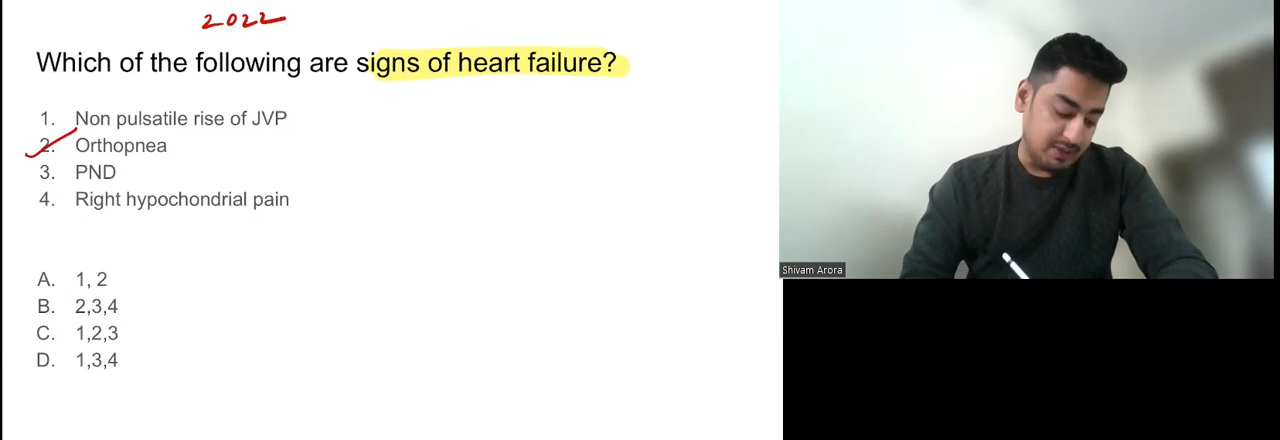 2022
Which of the following are signs of heart failure?
1. Non pulsatile rise of JVP
2. Orthopnea
3. PND
4. Right hypochondrial pain
A. 1, 2
B. 2,3,4
C. 1,2,3
D. 1,3,4
Shivam Arora